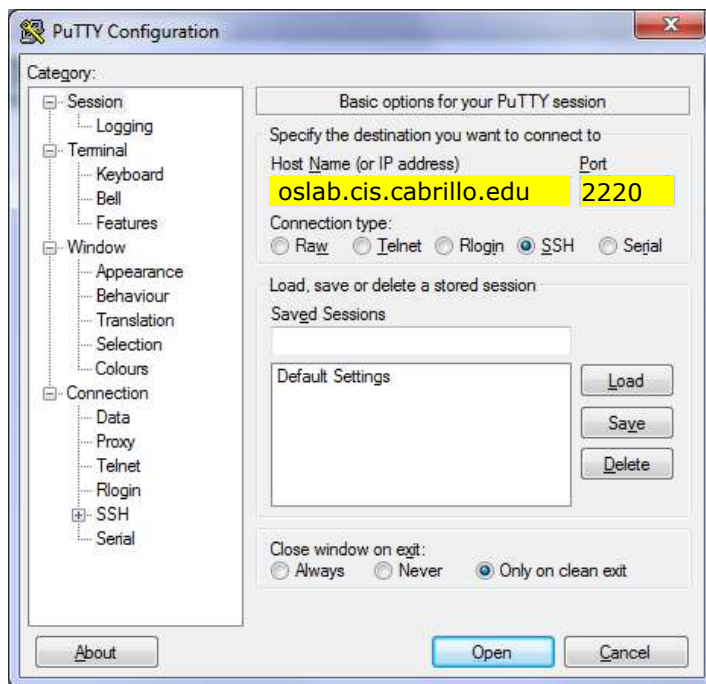 PuTTY Configuration
Category:
Session
Logging
Terminal
Keyboard
Bell
Features
Window
Appearance
Behaviour
Translation
Selection
Colours
Connection
Data
Proxy
Telnet
Rlogin
SSH
Serial
Basic options for your PuTTY session
Specify the destination you want to connect to
Host Name (or IP address) Port
oslab.cis.cabrillo.edu 2220
Connection type:
Raw Telnet Rlogin SSH Serial
Load, save or delete a stored session
Saved Sessions
Default Settings
Load
Save
Delete
Close window on exit:
Always Never Only on clean exit
About Open Cancel